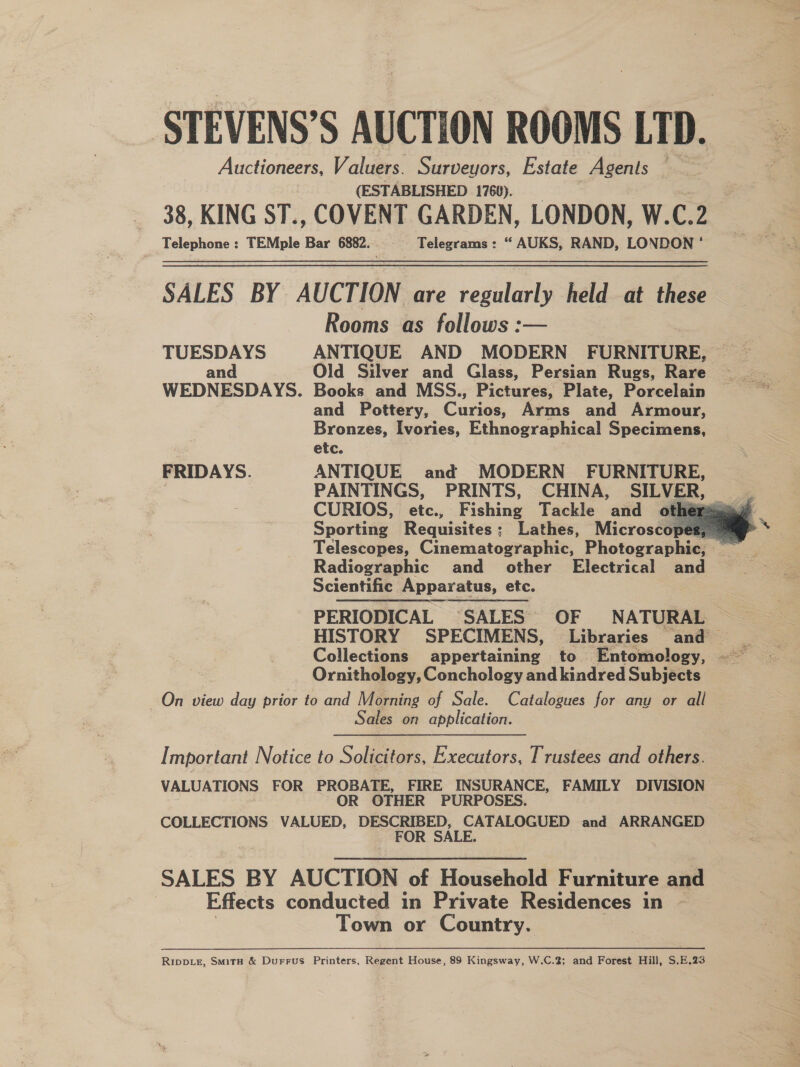 STEVENS'S AUCTION ROOMS LTD.
Auctioneers, Valuers. Surveyors, Estate Agents
(ESTABLISHED 1760).
38, KING ST., COVENT GARDEN, LONDON, W.C.2
Telephone : TEMple Bar 6882. Telegrams : “ AUKS, RAND, LONDON ‘
SALES BY AUCTION are regularly held at these
Rooms as follows :—
TUESDAYS ANTIQUE AND MODERN FURNITURE,
and Old Silver and Glass, Persian Rugs, Rare
WEDNESDAYS. Books and MSS., Pictures, Plate, Porcelain
and Pottery, Curios, Arms and Armour,
Bronzes, Ivories, Ethnographical Specimens,
etc.
FRIDAYS. ANTIQUE and MODERN FURNITURE,
PAINTINGS, PRINTS, CHINA, SILVER,
CURIOS, etc., Fishing Tackle and other
Sporting Requisites ; Lathes, Microscopes,
Telescopes, Cinematographic, Photographic,
Radiographic and other Electrical and
Scientific Apparatus, etc.
PERIODICAL SALES OF NATURAL
HISTORY SPECIMENS, Libraries and
Collections appertaining to Entomology,
Ornithology, Conchology and kindred Subjects
On view day prior to and Morning of Sale. Catalogues for any or all
Sales on application.
Important Notice to Solicitors, Executors, Trustees and others.
VALUATIONS FOR PROBATE, FIRE INSURANCE, FAMILY DIVISION
OR OTHER PURPOSES.
COLLECTIONS VALUED, DESCRIBED, CATALOGUED and ARRANGED
FOR SALE.
SALES BY AUCTION of Household Furniture and
Effects conducted in Private Residences in
Town or Country.
RIDDLE, SMITH & DUFFUS Printers, Regent House, 89 Kingsway, W.C.2; and Forest Hill, S.E.23